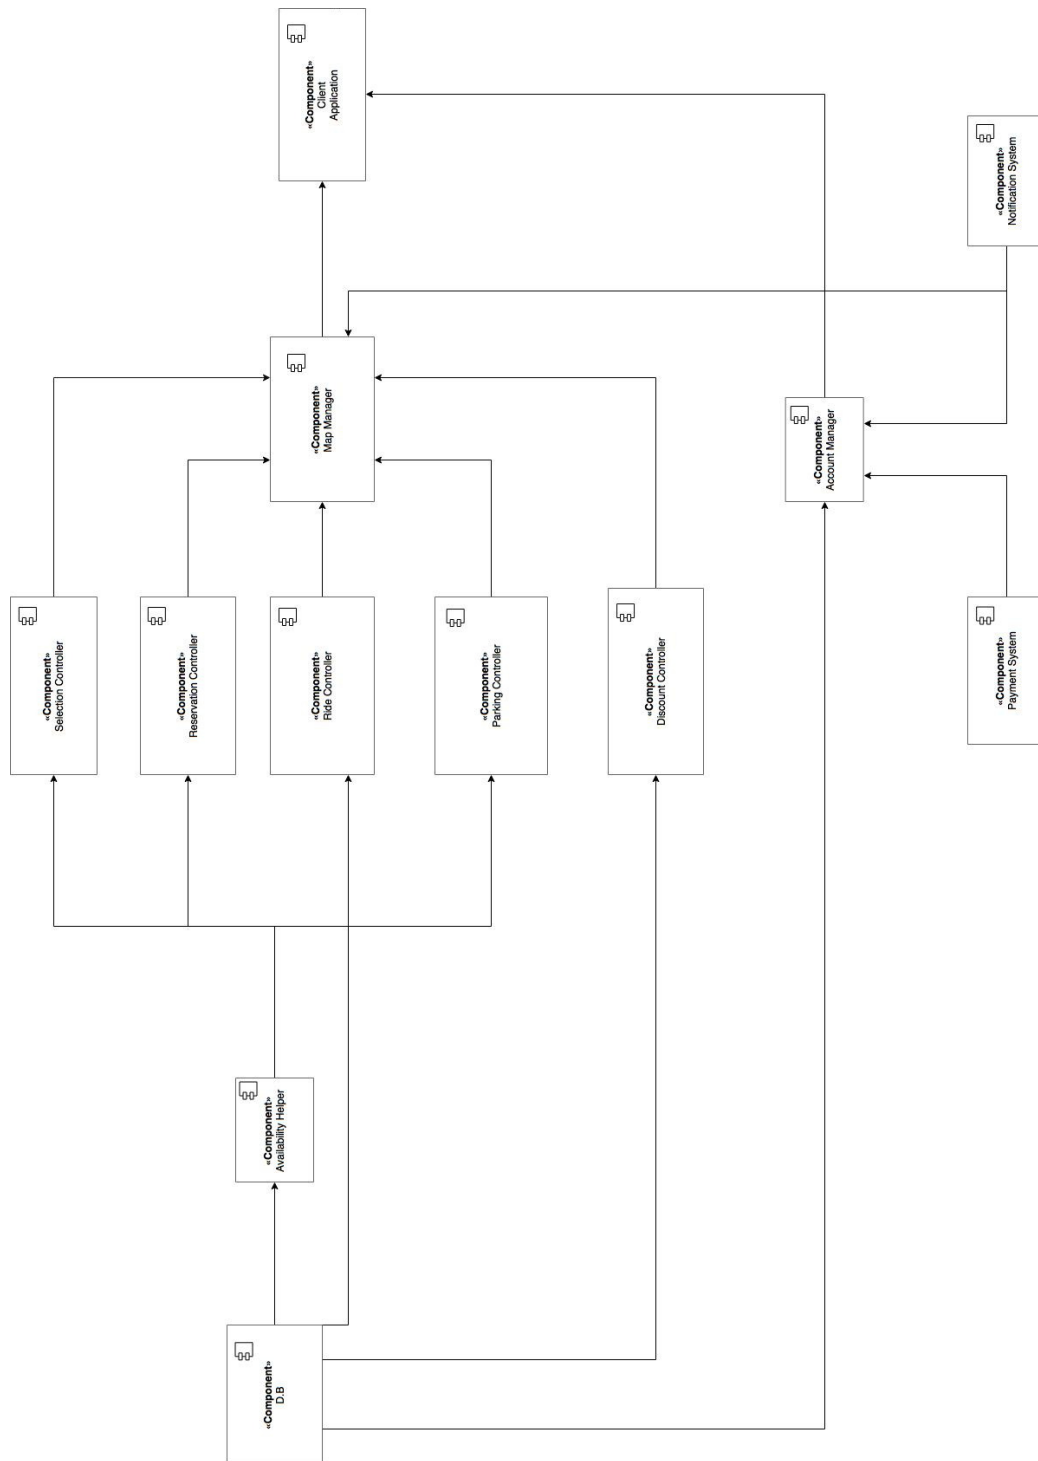 «Component»
Client
Application
«Component»
Notification System
«Component»
Map Manager
«Component»
Account Manager
«Component»
Selection Controller
«Component»
Reservation Controller
«Component»
Ride Controller
«Component»
Parking Controller
«Component»
Discount Controller
«Component»
Payment System
«Component»
Availability Helper
«Component»
D.B